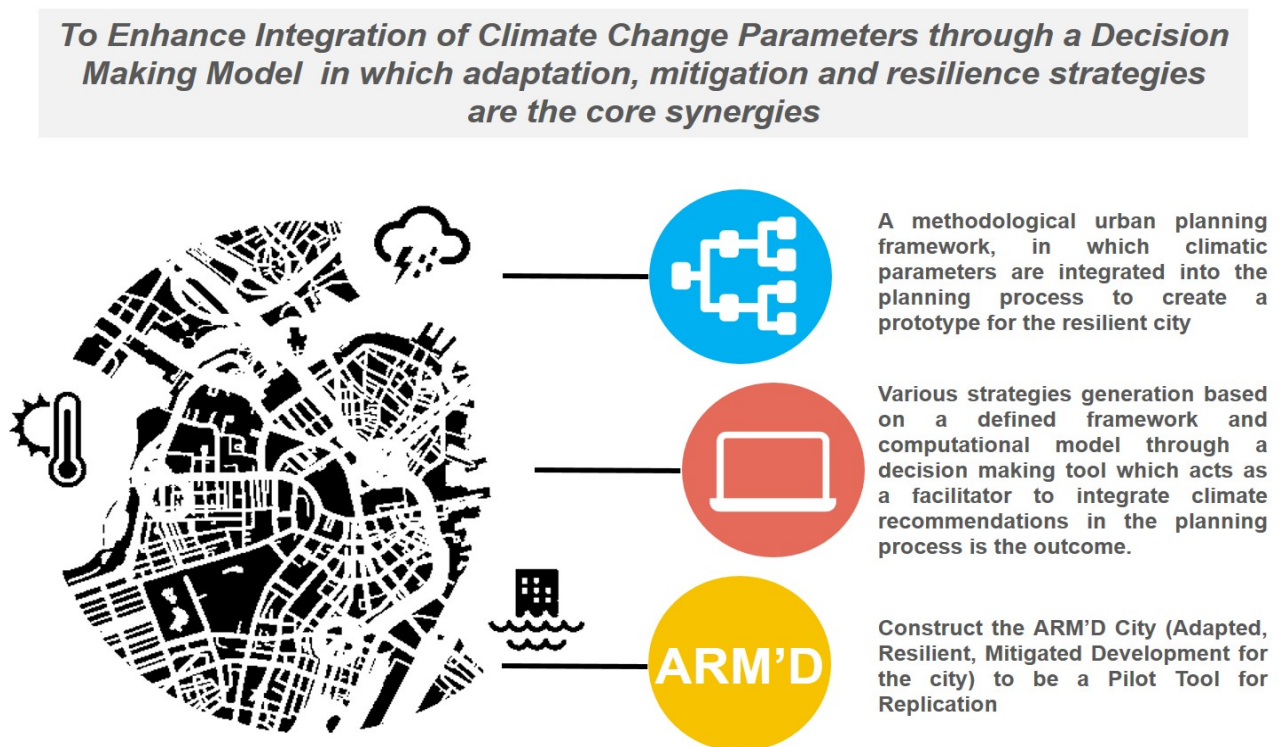 To Enhance Integration of Climate Change Parameters through a Decision
Making Model in which adaptation, mitigation and resilience strategies
are the core synergies
A methodological urban planning
framework, in which climatic
parameters are integrated into the
planning process to create a
prototype for the resilient city
Various strategies generation based
on a defined framework and
computational model through a
decision making tool which acts as
a facilitator to integrate climate
recommendations in the planning
process is the outcome.
ARM’D
Construct the ARM’D City (Adapted,
Resilient, Mitigated Development for
the city) to be a Pilot Tool for
Replication